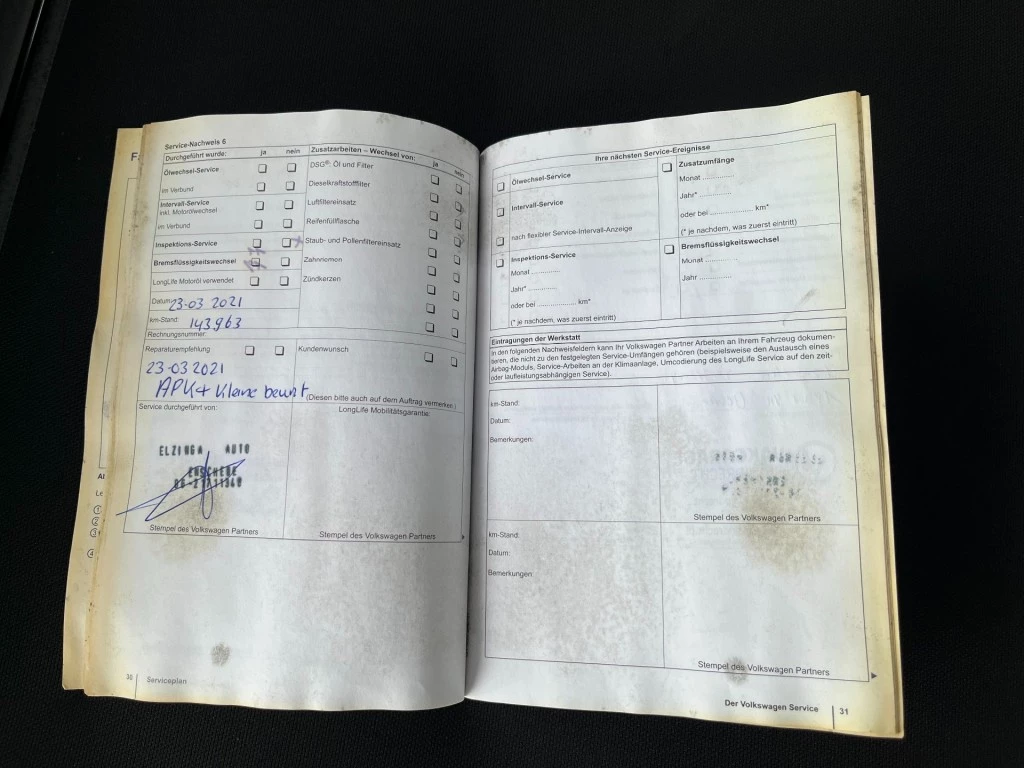 Service-Nachweis 6
Durchgeführt wurde: ja nein
Ölwechsel-Service
im Verbund
Intervall-Service
inkl. Motorölwechsel
im Verbund
Inspektions-Service
Bremsflüssigkeitswechsel
LongLife Motoröl verwendet
Datum: 23-03 2021
km-Stand: 143963
Rechnungsnummer:
Zusatzarbeiten – Wechsel von: ja nein
DSG®: Öl und Filter
Dieselkraftstofffilter
Luftfiltereinsatz
Reifenfüllflasche
Staub- und Pollenfiltereinsatz
Zahnriemen
Zündkerzen
Reparaturempfehlung
Kundenwunsch
23-03 2021
APK + Kleine beurt
(Diesen bitte auch auf dem Auftrag vermerken.)
Service durchgeführt von:
ELZINGA AUTO
ENSCHEDE
Stempel des Volkswagen Partners
LongLife Mobilitätsgarantie:
Stempel des Volkswagen Partners
30 Serviceplan
Ihre nächsten Service-Ereignisse
Ölwechsel-Service
Intervall-Service
nach flexibler Service-Intervall-Anzeige
Inspektions-Service
Monat ..............
Jahr* ..............
oder bei .................. km*
(* je nachdem, was zuerst eintritt)
Zusatzumfänge
Monat ..............
Jahr* ..............
oder bei .................. km*
(* je nachdem, was zuerst eintritt)
Bremsflüssigkeitswechsel
Monat ..............
Jahr ..............
Eintragungen der Werkstatt
In den folgenden Nachweisfeldern kann Ihr Volkswagen Partner Arbeiten an Ihrem Fahrzeug dokumen-
tieren, die nicht zu den festgelegten Service-Umfängen gehören (beispielsweise den Austausch eines
Airbag-Moduls, Service-Arbeiten an der Klimaanlage, Umcodierung des LongLife Service auf den zeit-
oder laufleistungsabhängigen Service).
km-Stand:
Datum:
Bemerkungen:
Stempel des Volkswagen Partners
km-Stand:
Datum:
Bemerkungen:
Stempel des Volkswagen Partners
Der Volkswagen Service 31